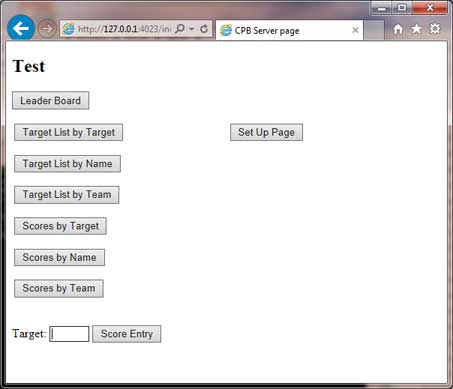 http://127.0.0.1:4023/in
CPB Server page
Test
Leader Board
Target List by Target
Set Up Page
Target List by Name
Target List by Team
Scores by Target
Scores by Name
Scores by Team
Target: Score Entry